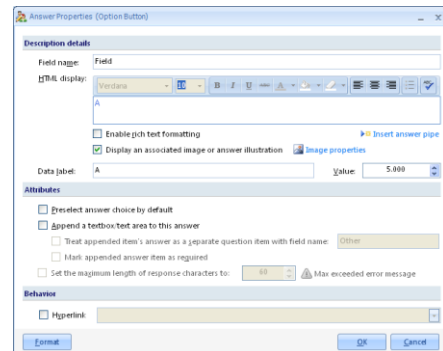 Answer Properties (Option Button)
Description details
Field name: Field
HTML display: Verdana 10 B I U abc A ABC
A
Enable rich text formatting Insert answer pipe
Display an associated image or answer illustration Image properties
Data label: A Value: 5.000
Attributes
Preselect answer choice by default
Append a textbox/text area to this answer
Treat appended item's answer as a separate question item with field name: Other
Mark appended answer item as required
Set the maximum length of response characters to: 60 Max exceeded error message
Behavior
Hyperlink
Format OK Cancel